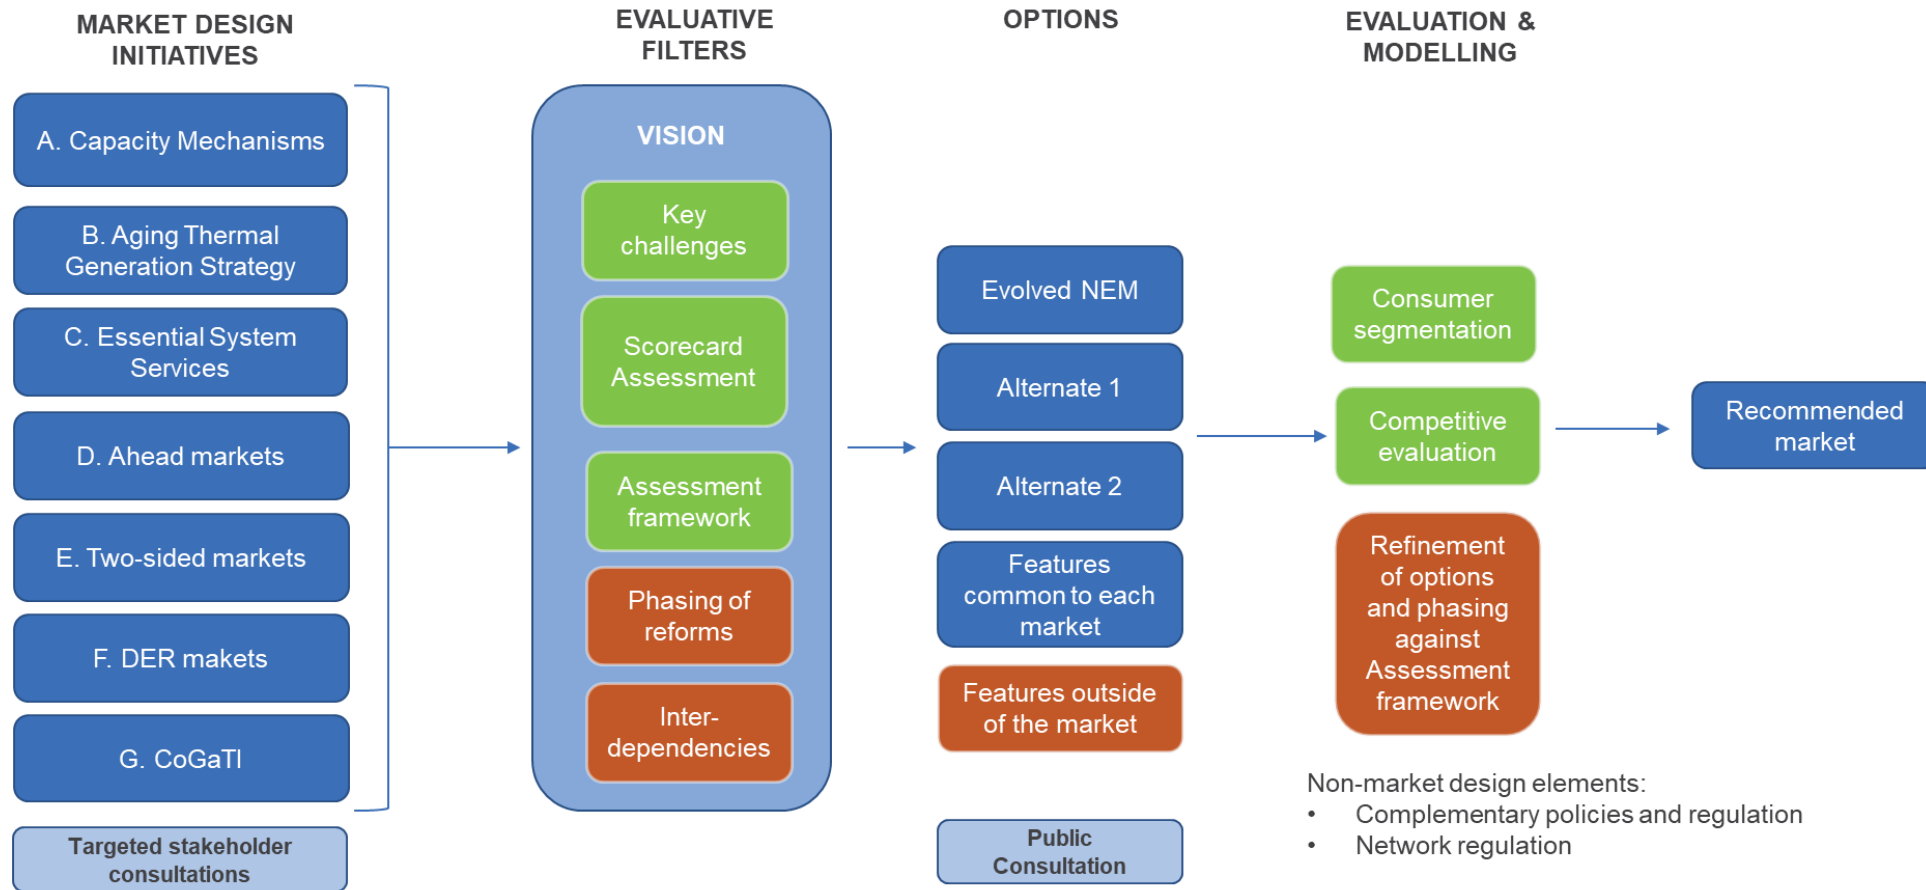 MARKET DESIGN
INITIATIVES
A. Capacity Mechanisms
B. Aging Thermal
Generation Strategy
C. Essential System
Services
D. Ahead markets
E. Two-sided markets
F. DER makets
G. CoGaTI
Targeted stakeholder
consultations
EVALUATIVE
FILTERS
VISION
Key
challenges
Scorecard
Assessment
Assessment
framework
Phasing of
reforms
Inter-
dependencies
OPTIONS
Evolved NEM
Alternate 1
Alternate 2
Features
common to each
market
Features outside
of the market
Public
Consultation
EVALUATION &
MODELLING
Consumer
segmentation
Competitive
evaluation
Refinement
of options
and phasing
against
Assessment
framework
Recommended
market
Non-market design elements:
• Complementary policies and regulation
• Network regulation